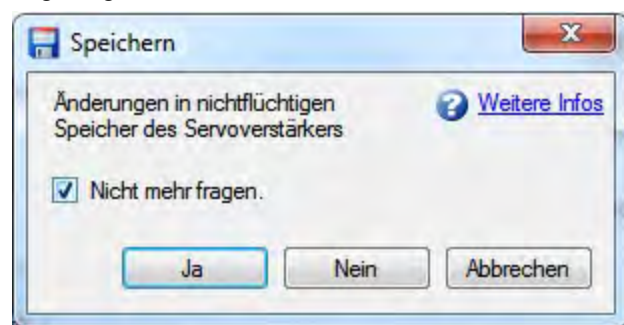 Speichern
Änderungen in nichtflüchtigen
Speicher des Servoverstärkers
Weitere Infos
Nicht mehr fragen.
Ja
Nein
Abbrechen